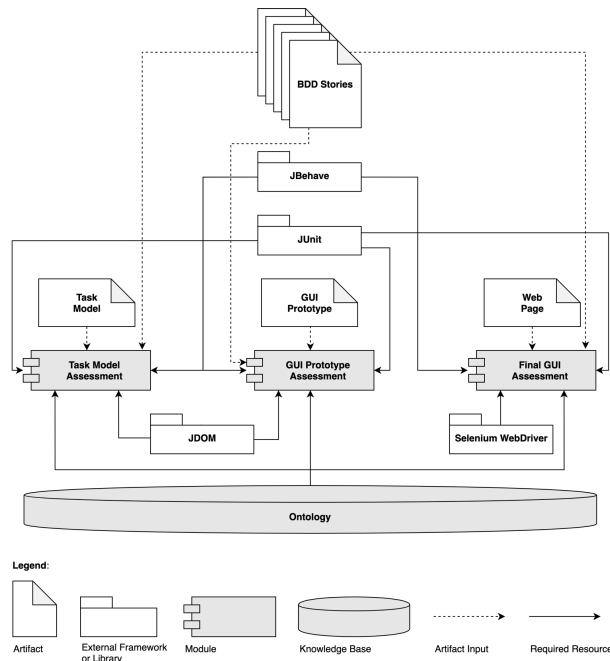 BDD Stories
JBehave
JUnit
Task
Model
GUI
Prototype
Web
Page
Task Model
Assessment
GUI Prototype
Assessment
Final GUI
Assessment
JDOM
Selenium WebDriver
Ontology
Legend:
Artifact
External Framework
or Library
Module
Knowledge Base
Artifact Input
Required Resource